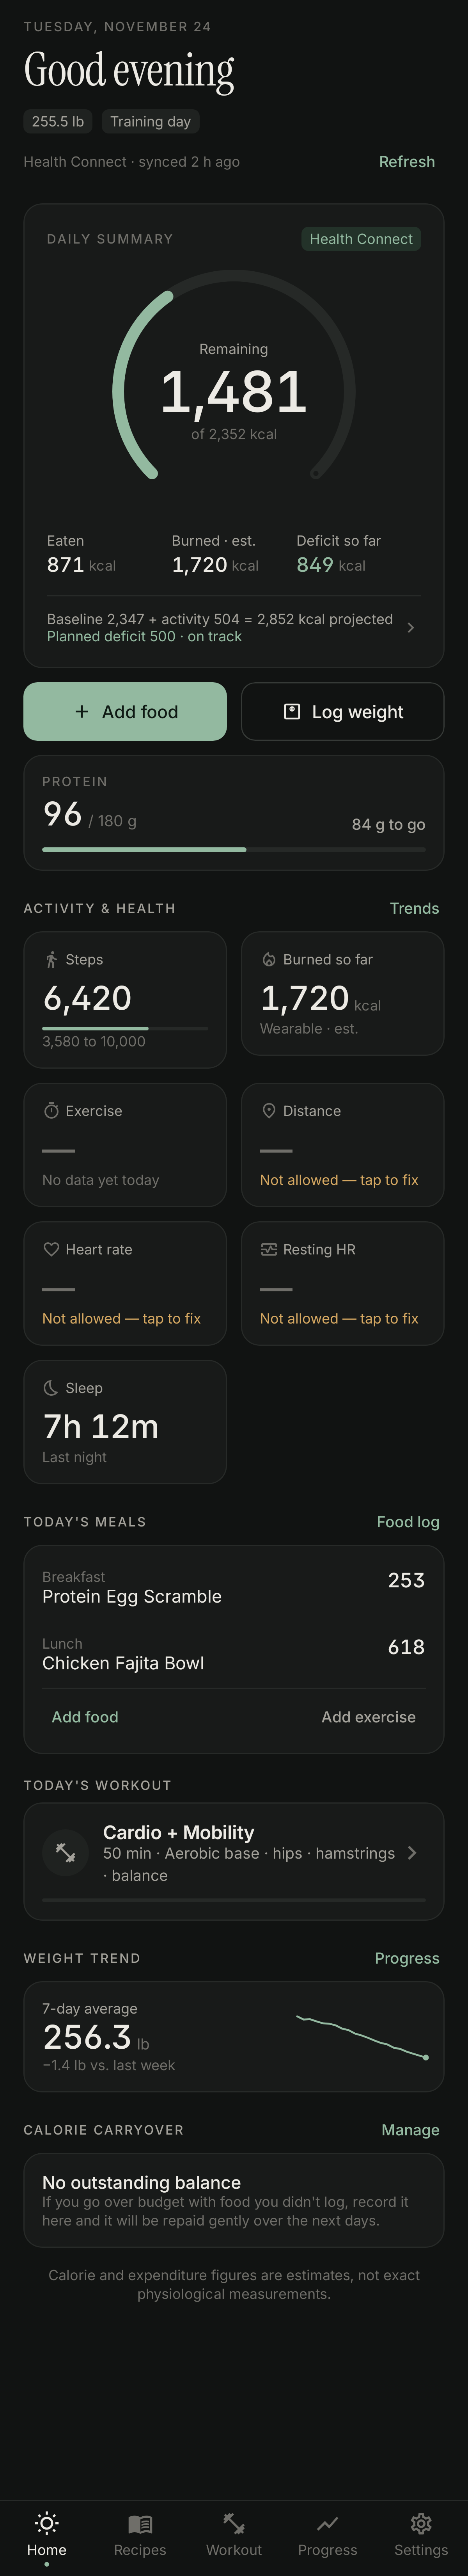 TUESDAY, NOVEMBER 24
Good evening
255.5 lb
Training day
Health Connect · synced 2 h ago
Refresh
DAILY SUMMARY
Health Connect
Remaining
1,481
of 2,352 kcal
Eaten
Burned · est.
Deficit so far
871 kcal
1,720 kcal
849 kcal
Baseline 2,347 + activity 504 = 2,852 kcal projected
Planned deficit 500 · on track
+ Add food
Log weight
PROTEIN
96 / 180 g
84 g to go
ACTIVITY & HEALTH
Trends
Steps
6,420
3,580 to 10,000
Burned so far
1,720 kcal
Wearable · est.
Exercise
—
No data yet today
Distance
—
Not allowed — tap to fix
Heart rate
—
Not allowed — tap to fix
Resting HR
—
Not allowed — tap to fix
Sleep
7h 12m
Last night
TODAY'S MEALS
Food log
Breakfast
Protein Egg Scramble
253
Lunch
Chicken Fajita Bowl
618
Add food
Add exercise
TODAY'S WORKOUT
Cardio + Mobility
50 min · Aerobic base · hips · hamstrings
· balance
WEIGHT TREND
Progress
7-day average
256.3 lb
−1.4 lb vs. last week
CALORIE CARRYOVER
Manage
No outstanding balance
If you go over budget with food you didn't log, record it
here and it will be repaid gently over the next days.
Calorie and expenditure figures are estimates, not exact
physiological measurements.
Home
Recipes
Workout
Progress
Settings